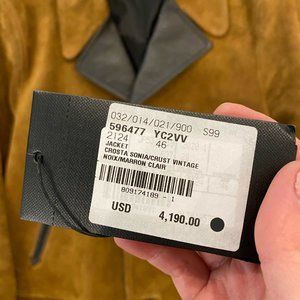 032/014/021/900 S99
596477 YC2VV
2124 46
JACKET
CROSTA SONIA/CRUST VINTAGE
NOIX/MARRON CLAIR
809174189 - 1
USD 4,190.00